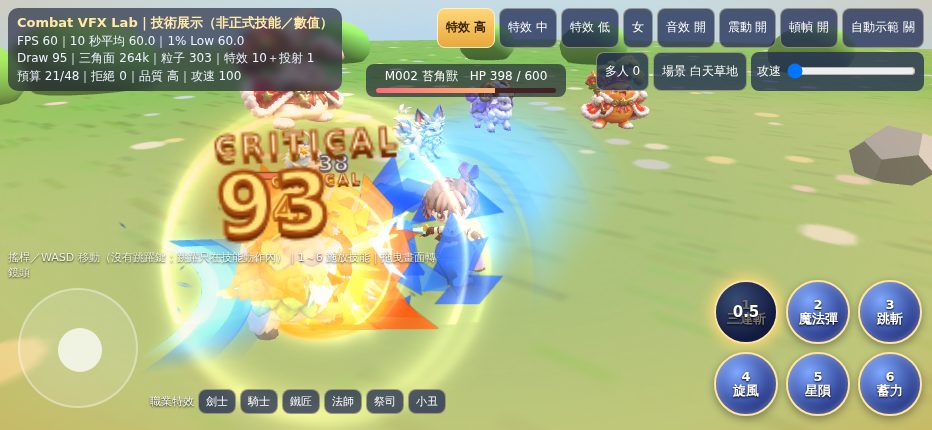 Combat VFX Lab｜技術展示（非正式技能／數值）
FPS 60｜10 秒平均 60.0｜1% Low 60.0
Draw 95｜三角面 264k｜粒子 303｜特效 10＋投射 1
預算 21/48｜拒絕 0｜品質 高｜攻速 100
特效 高
特效 中
特效 低
女
音效 開
震動 開
頓幀 開
自動示範 關
多人 0
場景 白天草地
攻速
M002 苔角獸 HP 398 / 600
CRITICAL
38
93
搖桿／WASD 移動（沒有跳躍鍵：跳躍只在技能動作內）｜1～6 施放技能｜拖曳畫面轉
鏡頭
1
三連斬
0.5
2
魔法彈
3
跳斬
4
旋風
5
星隕
6
蓄力
職業特效
劍士
騎士
鐵匠
法師
祭司
小丑